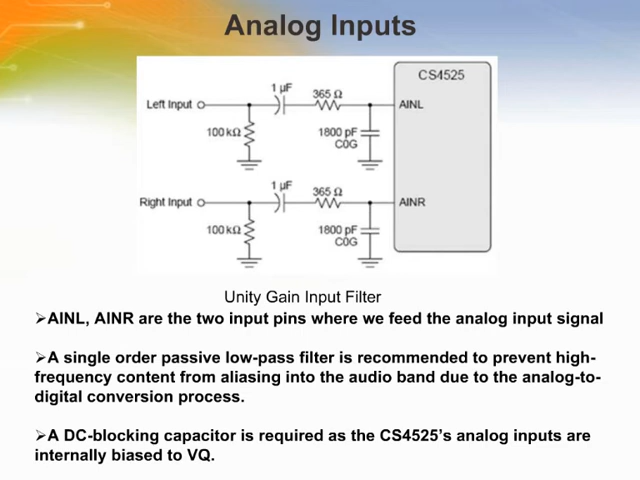 Analog Inputs
CS4525
1 µF
365 Ω
Left Input
AINL
100 kΩ
1800 pF
C0G
1 µF
365 Ω
Right Input
AINR
100 kΩ
1800 pF
C0G
Unity Gain Input Filter
➢AINL, AINR are the two input pins where we feed the analog input signal
➢A single order passive low-pass filter is recommended to prevent high-
frequency content from aliasing into the audio band due to the analog-to-
digital conversion process.
➢A DC-blocking capacitor is required as the CS4525’s analog inputs are
internally biased to VQ.